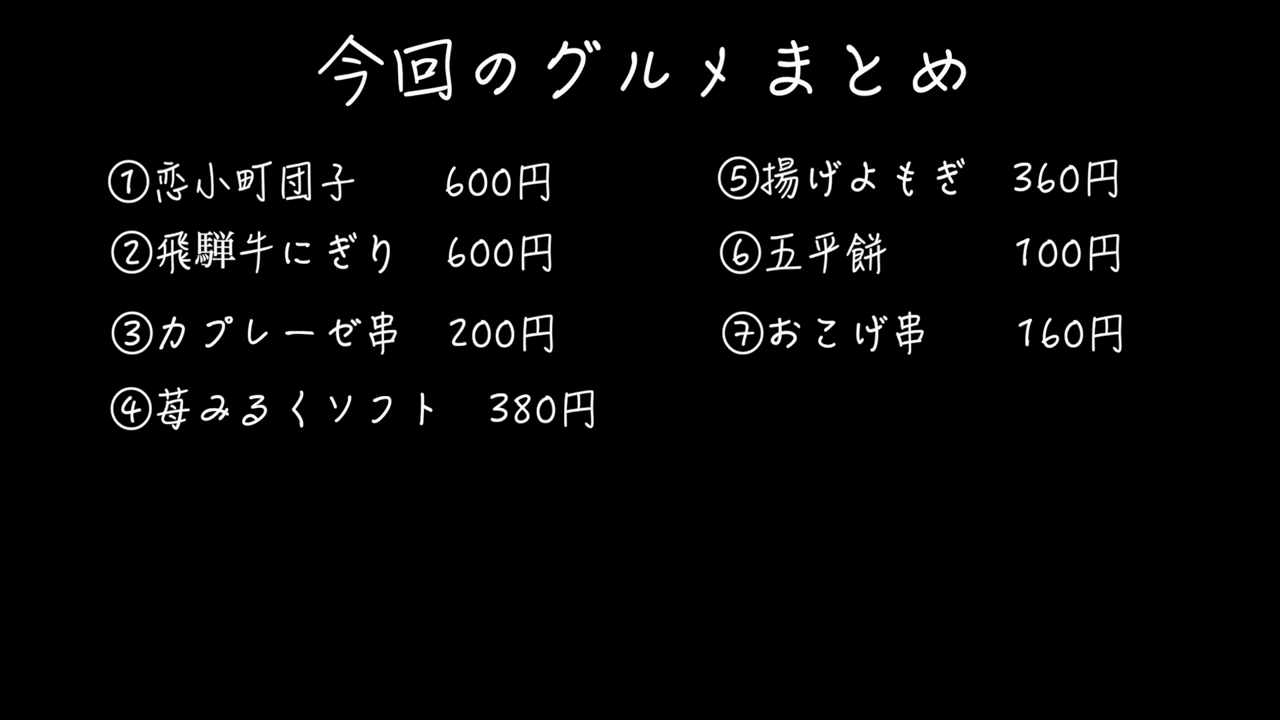 今回のグルメまとめ
①恋小町団子 600円
②飛騨牛にぎり 600円
③カプレーゼ串 200円
④苺みるくソフト 380円
⑤揚げよもぎ 360円
⑥五平餅 100円
⑦おこげ串 160円